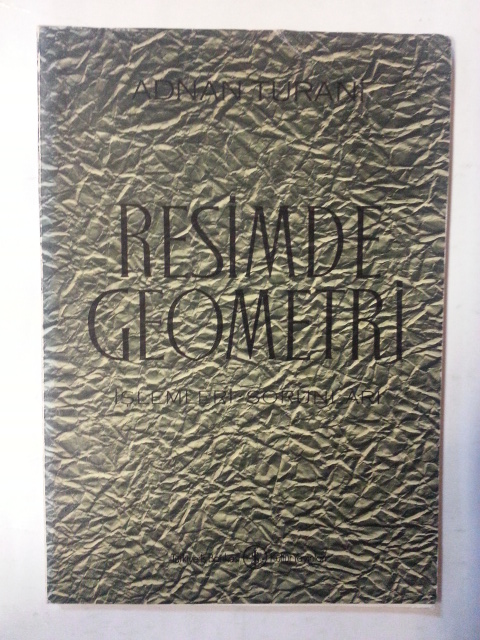 ADNAN TURANİ
RESİMDE
GEOMETRİ
İŞLEMLERİ SORUNLARI